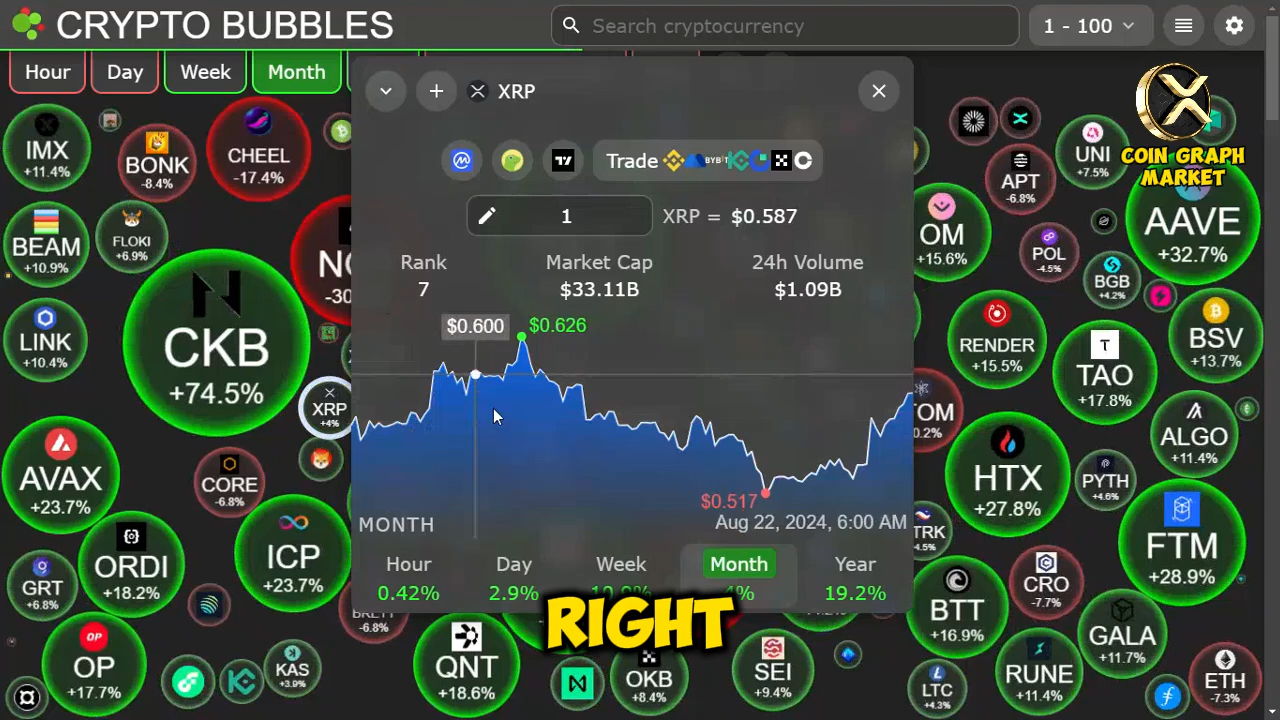 CRYPTO BUBBLES
Search cryptocurrency
1 - 100
Hour
Day
Week
Month
XRP
Trade
BYBIT
1
XRP = $0.587
Rank
7
Market Cap
$33.11B
24h Volume
$1.09B
$0.600
$0.626
$0.517
Aug 22, 2024, 6:00 AM
MONTH
Hour
0.42%
Day
2.9%
Week
Month
4%
Year
19.2%
RIGHT
COIN GRAPH
MARKET
IMX
+11.4%
BONK
-8.4%
CHEEL
-17.4%
BEAM
+10.9%
FLOKI
+6.9%
LINK
+10.4%
CKB
+74.5%
XRP
+4%
AVAX
+23.7%
CORE
-6.8%
ICP
+23.7%
ORDI
+18.2%
GRT
+6.8%
OP
+17.7%
KAS
+3.9%
-6.8%
QNT
+18.6%
OKB
+8.4%
SEI
+9.4%
UNI
+7.5%
APT
-6.8%
AAVE
+32.7%
OM
+15.6%
POL
-4.5%
BGB
+4.2%
RENDER
+15.5%
TAO
+17.8%
BSV
+13.7%
ALGO
+11.4%
HTX
+27.8%
PYTH
+4.6%
FTM
+28.9%
CRO
-7.7%
BTT
+16.9%
GALA
+11.7%
LTC
+4.3%
RUNE
+11.4%
ETH
-7.3%